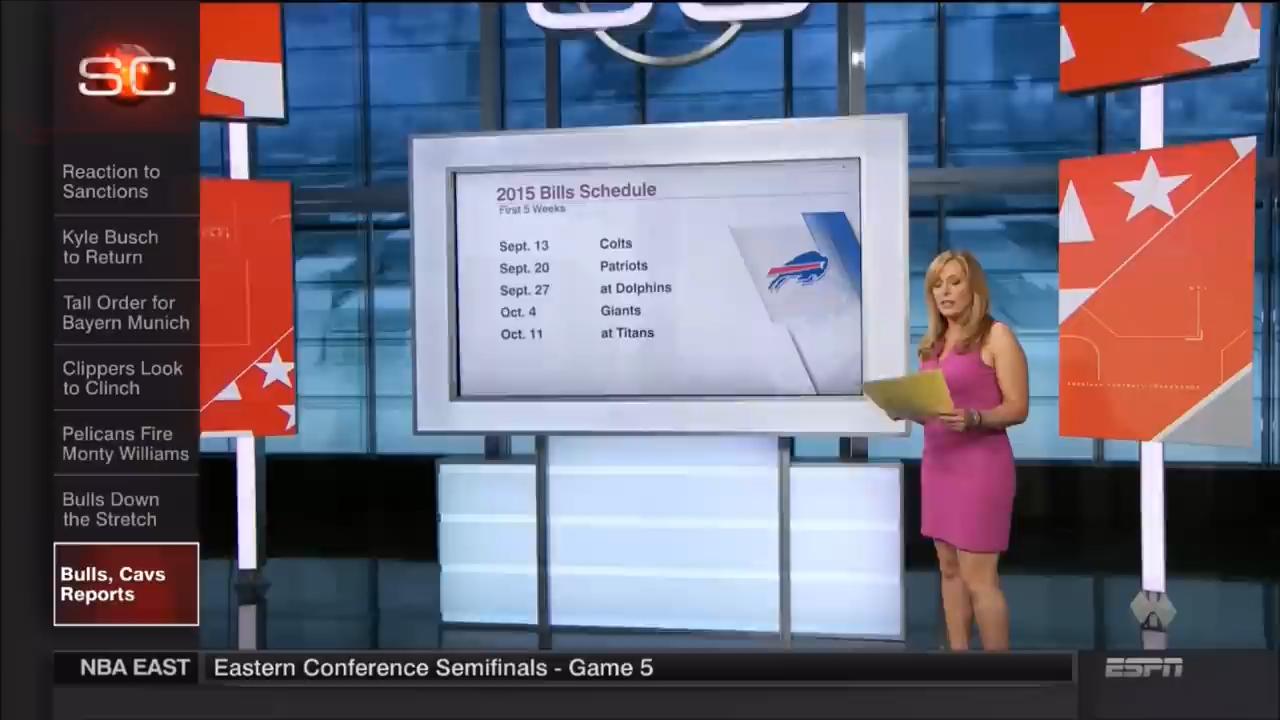 SC
Reaction to
Sanctions
Kyle Busch
to Return
Tall Order for
Bayern Munich
Clippers Look
to Clinch
Pelicans Fire
Monty Williams
Bulls Down
the Stretch
Bulls, Cavs
Reports
2015 Bills Schedule
First 5 Weeks
Sept. 13 Colts
Sept. 20 Patriots
Sept. 27 at Dolphins
Oct. 4 Giants
Oct. 11 at Titans
NBA EAST Eastern Conference Semifinals - Game 5
ESPN